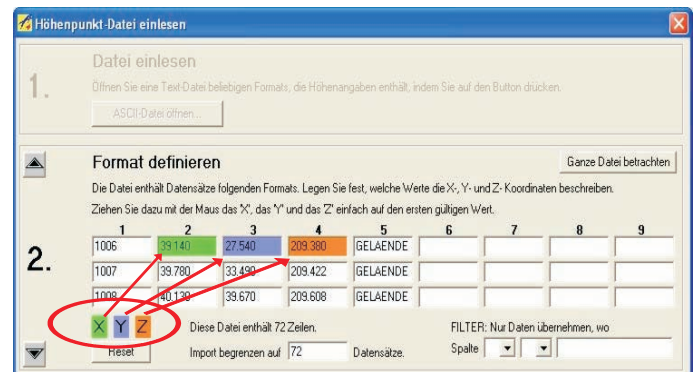 Höhenpunkt-Datei einlesen
1.
Datei einlesen
Öffnen Sie eine Text-Datei beliebigen Formats, die Höhenangaben enthält, indem Sie auf den Button drücken.
ASCII-Datei öffnen...
Format definieren
Ganze Datei betrachten
Die Datei enthält Datensätze folgenden Formats. Legen Sie fest, welche Werte die X-, Y- und Z- Koordinaten beschreiben.
Ziehen Sie dazu mit der Maus das 'X', das 'Y' und das 'Z' einfach auf den ersten gültigen Wert.
1 2 3 4 5 6 7 8 9
1006 39.140 27.540 209.380 GELAENDE
2.
1007 39.780 33.490 209.422 GELAENDE
1008 40.130 39.670 209.608 GELAENDE
X Y Z
Diese Datei enthält 72 Zeilen.
FILTER: Nur Daten übernehmen, wo
Reset
Import begrenzen auf 72 Datensätze.
Spalte